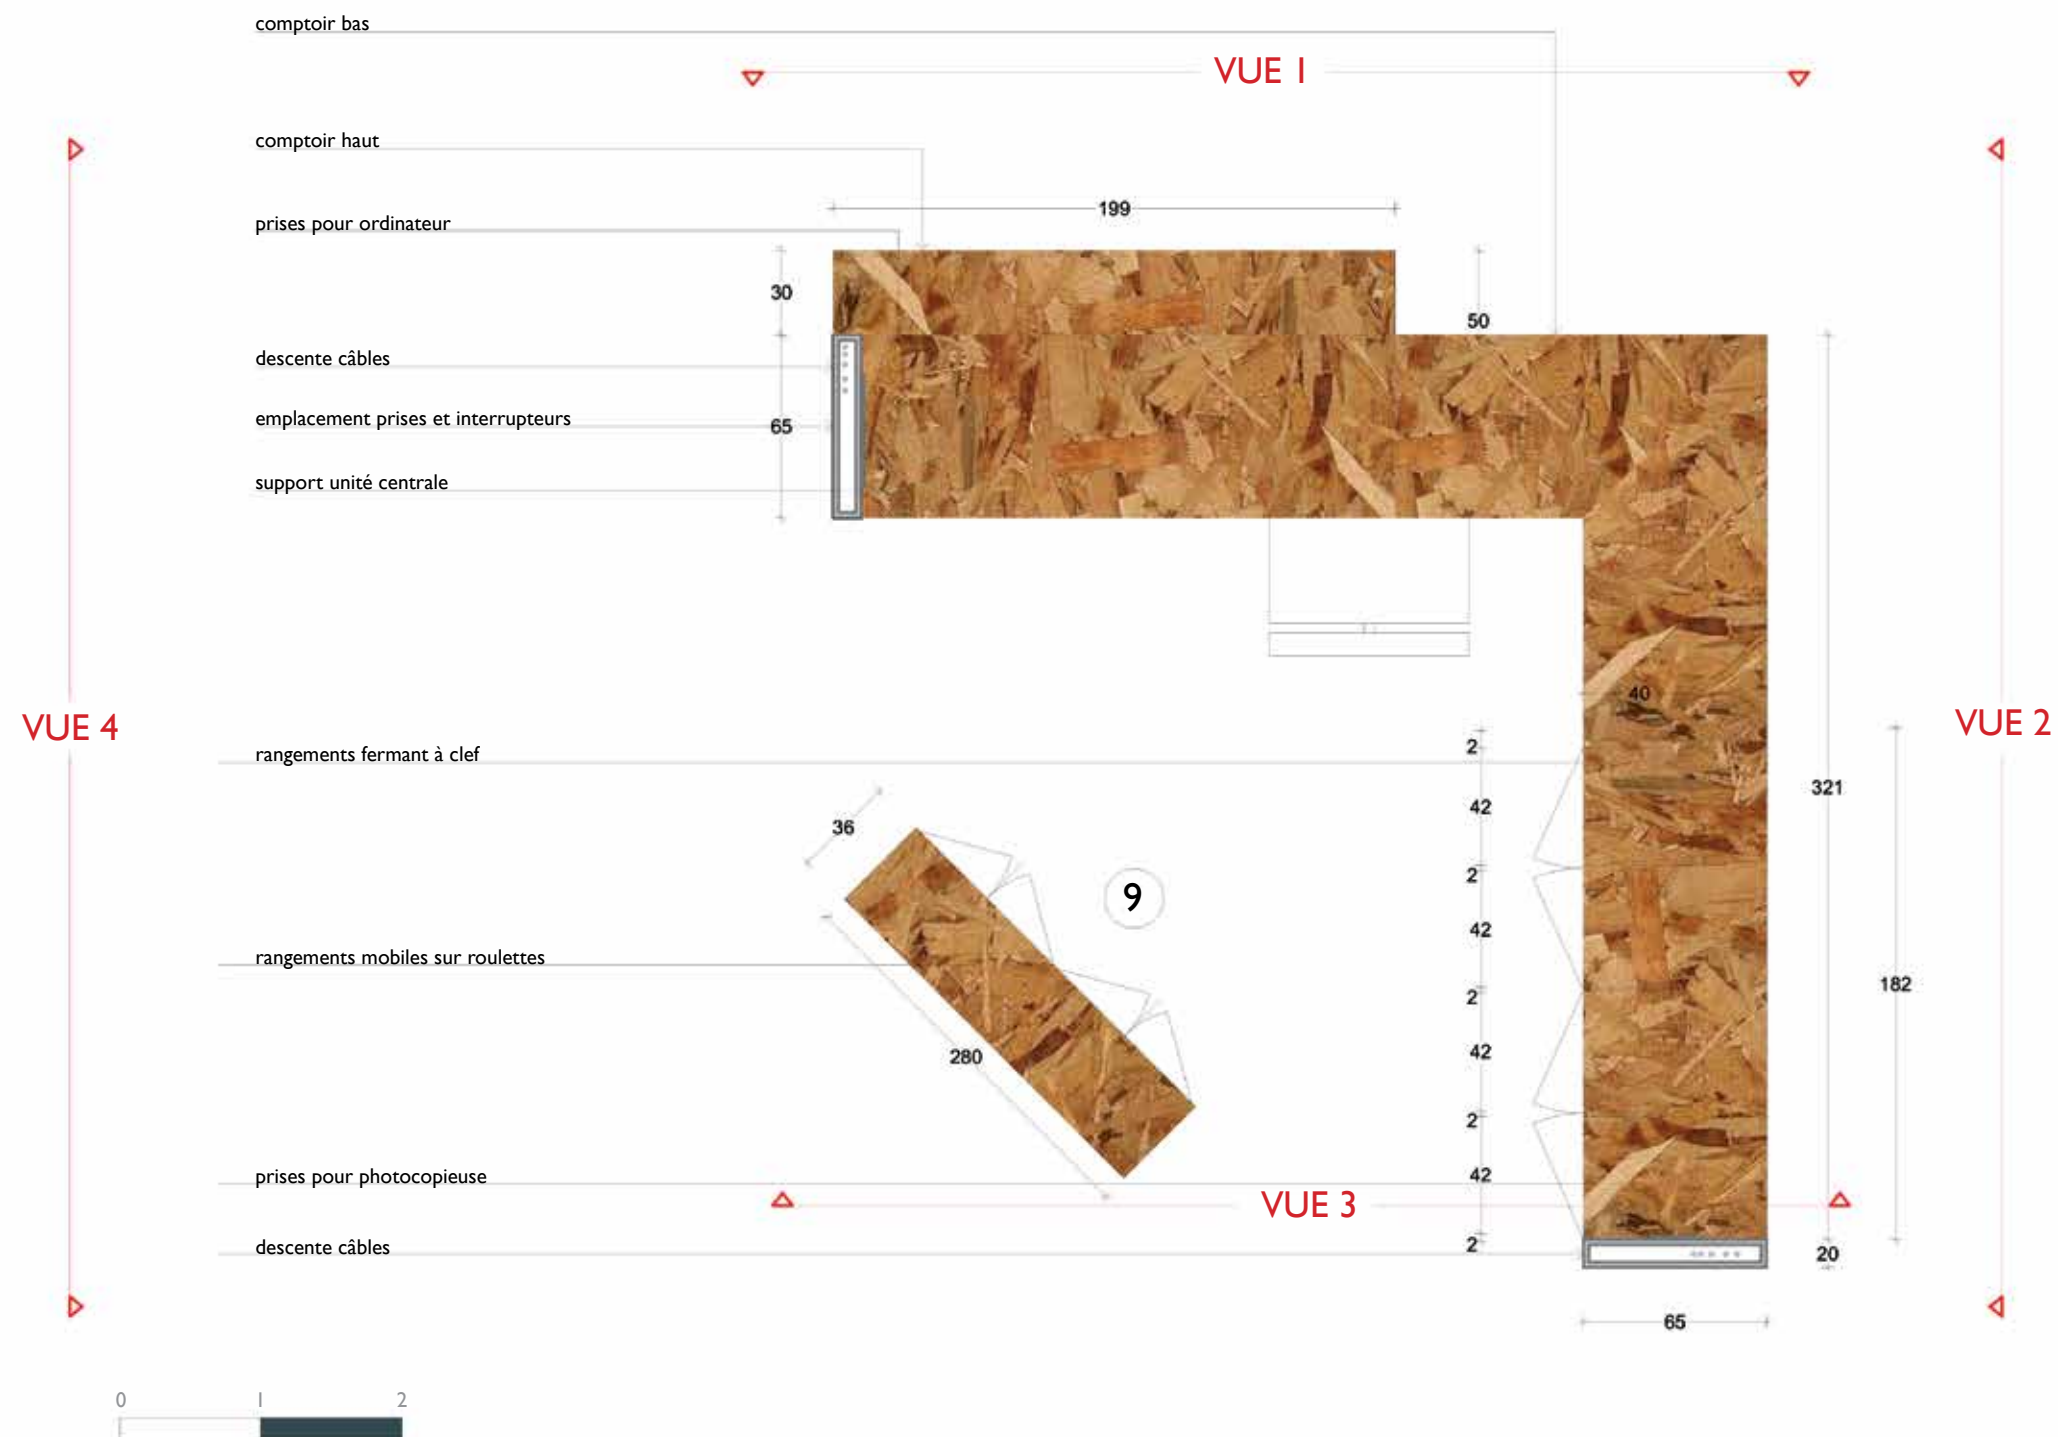 comptoir bas
VUE 1
comptoir haut
199
prises pour ordinateur
30
50
descente câbles
emplacement prises et interrupteurs
65
support unité centrale
40
VUE 4
VUE 2
rangements fermant à clef
2
42
321
36
2
9
42
rangements mobiles sur roulettes
182
2
280
42
2
prises pour photocopieuse
42
VUE 3
descente câbles
2
20
65
0 1 2